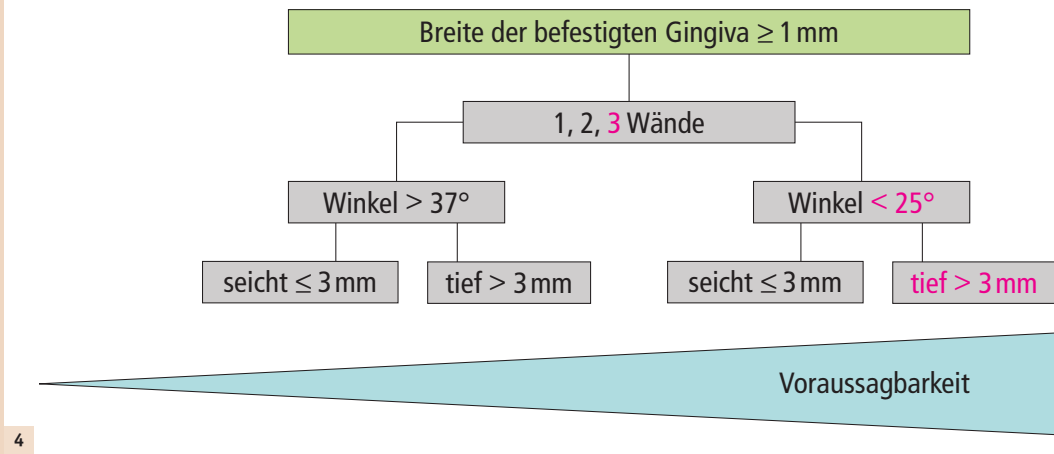 Breite der befestigten Gingiva ≥ 1 mm
1, 2, 3 Wände
Winkel > 37°
Winkel < 25°
seicht ≤ 3 mm
tief > 3 mm
seicht ≤ 3 mm
tief > 3 mm
Voraussagbarkeit
4